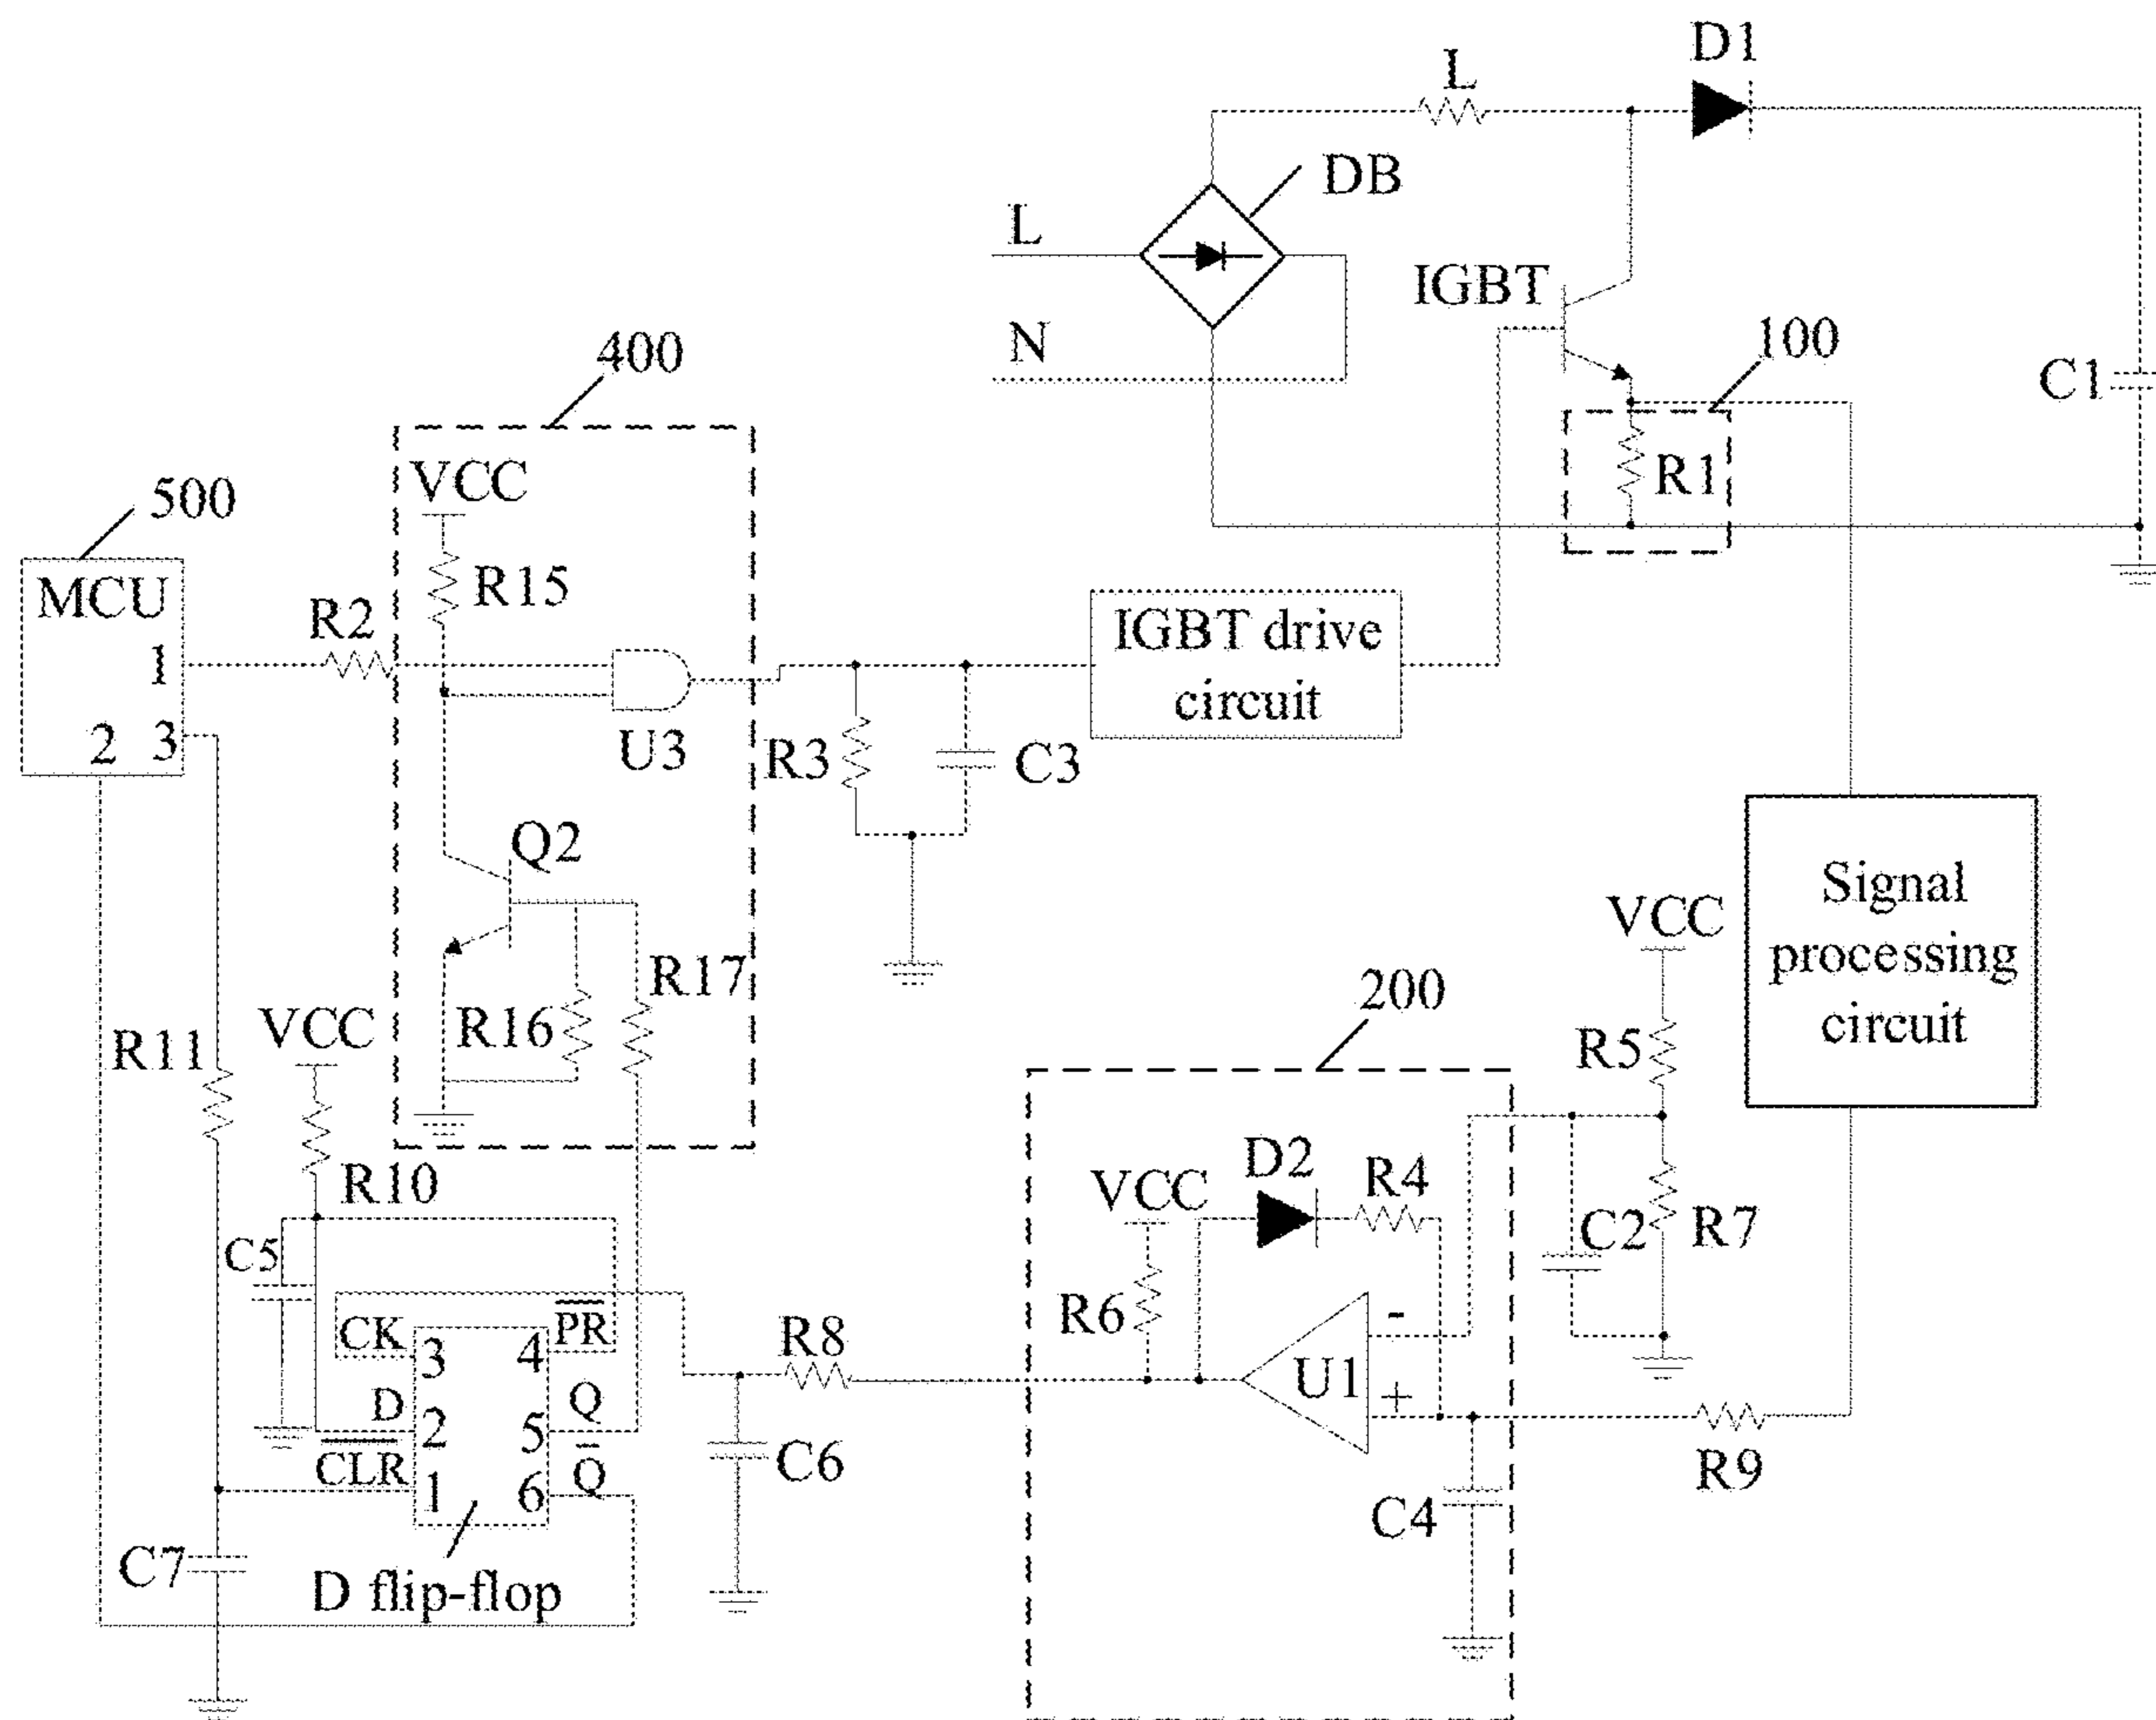 D1
L
DB
L
IGBT
N
100
400
C1
VCC
R1
500
MCU
R15
R2
IGBT drive
circuit
1
2
3
U3
R3
C3
Q2
Signal
processing
circuit
VCC
R17
200
VCC
R16
R11
R5
D2
R4
VCC
R10
C2
R7
C5
R6
CK
3
4
P̅R̅
R8
-
U1
+
D
2
5
Q
C̅L̅R̅
1
6
Q̅
C6
R9
C4
C7
D flip-flop